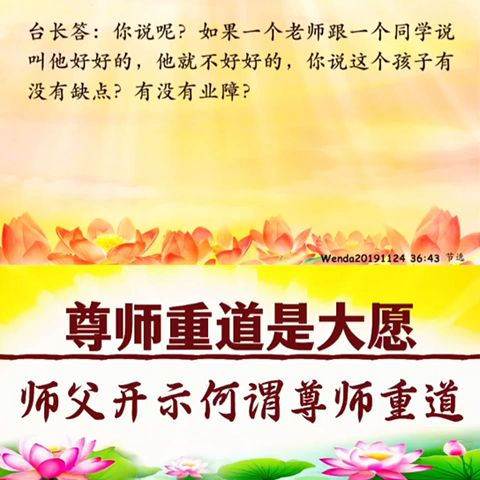 台长答：你说呢？如果一个老师跟一个同学说
叫他好好的，他就不好好的，你说这个孩子有
没有缺点？有没有业障？
Wenda20191124 36:43 节选
尊师重道是大愿
师父开示何谓尊师重道